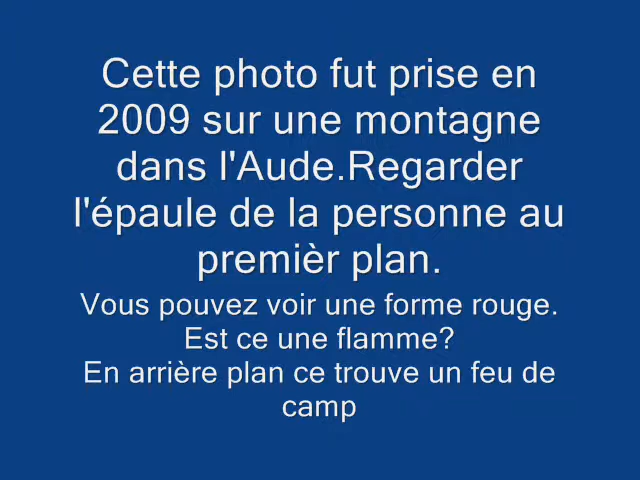 Cette photo fut prise en
2009 sur une montagne
dans l'Aude.Regarder
l'épaule de la personne au
premièr plan.
Vous pouvez voir une forme rouge.
Est ce une flamme?
En arrière plan ce trouve un feu de
camp